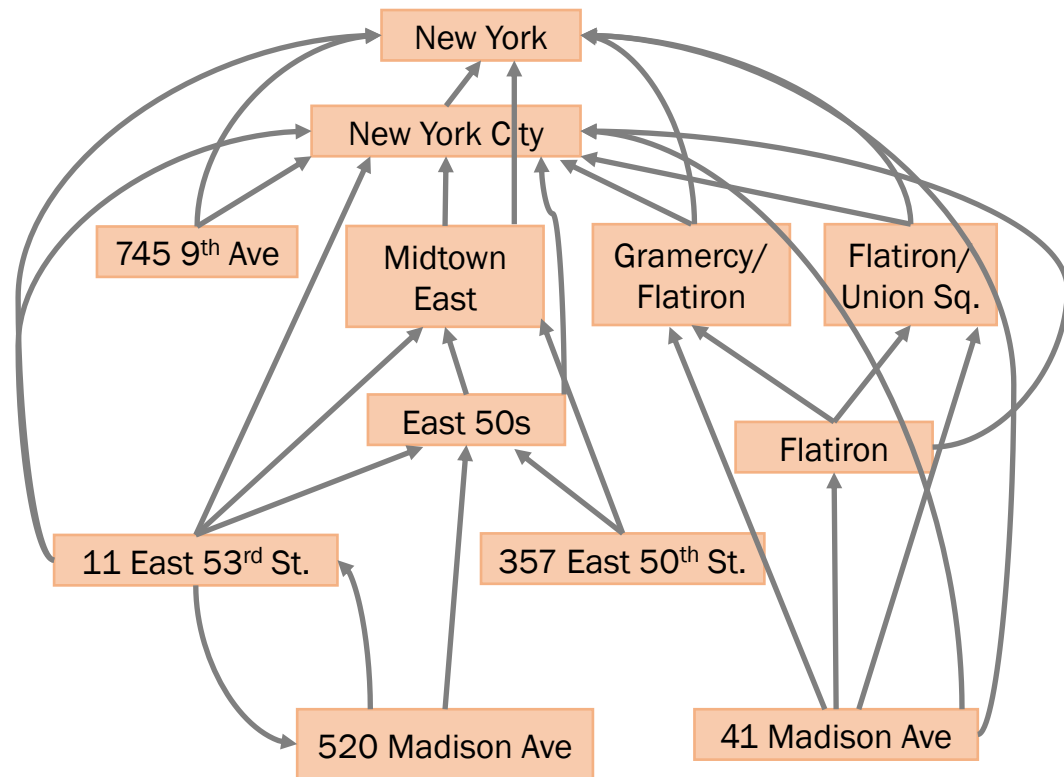 New York
New York City
745 9th Ave
Midtown
East
Gramercy/
Flatiron
Flatiron/
Union Sq.
East 50s
Flatiron
11 East 53rd St.
357 East 50th St.
520 Madison Ave
41 Madison Ave